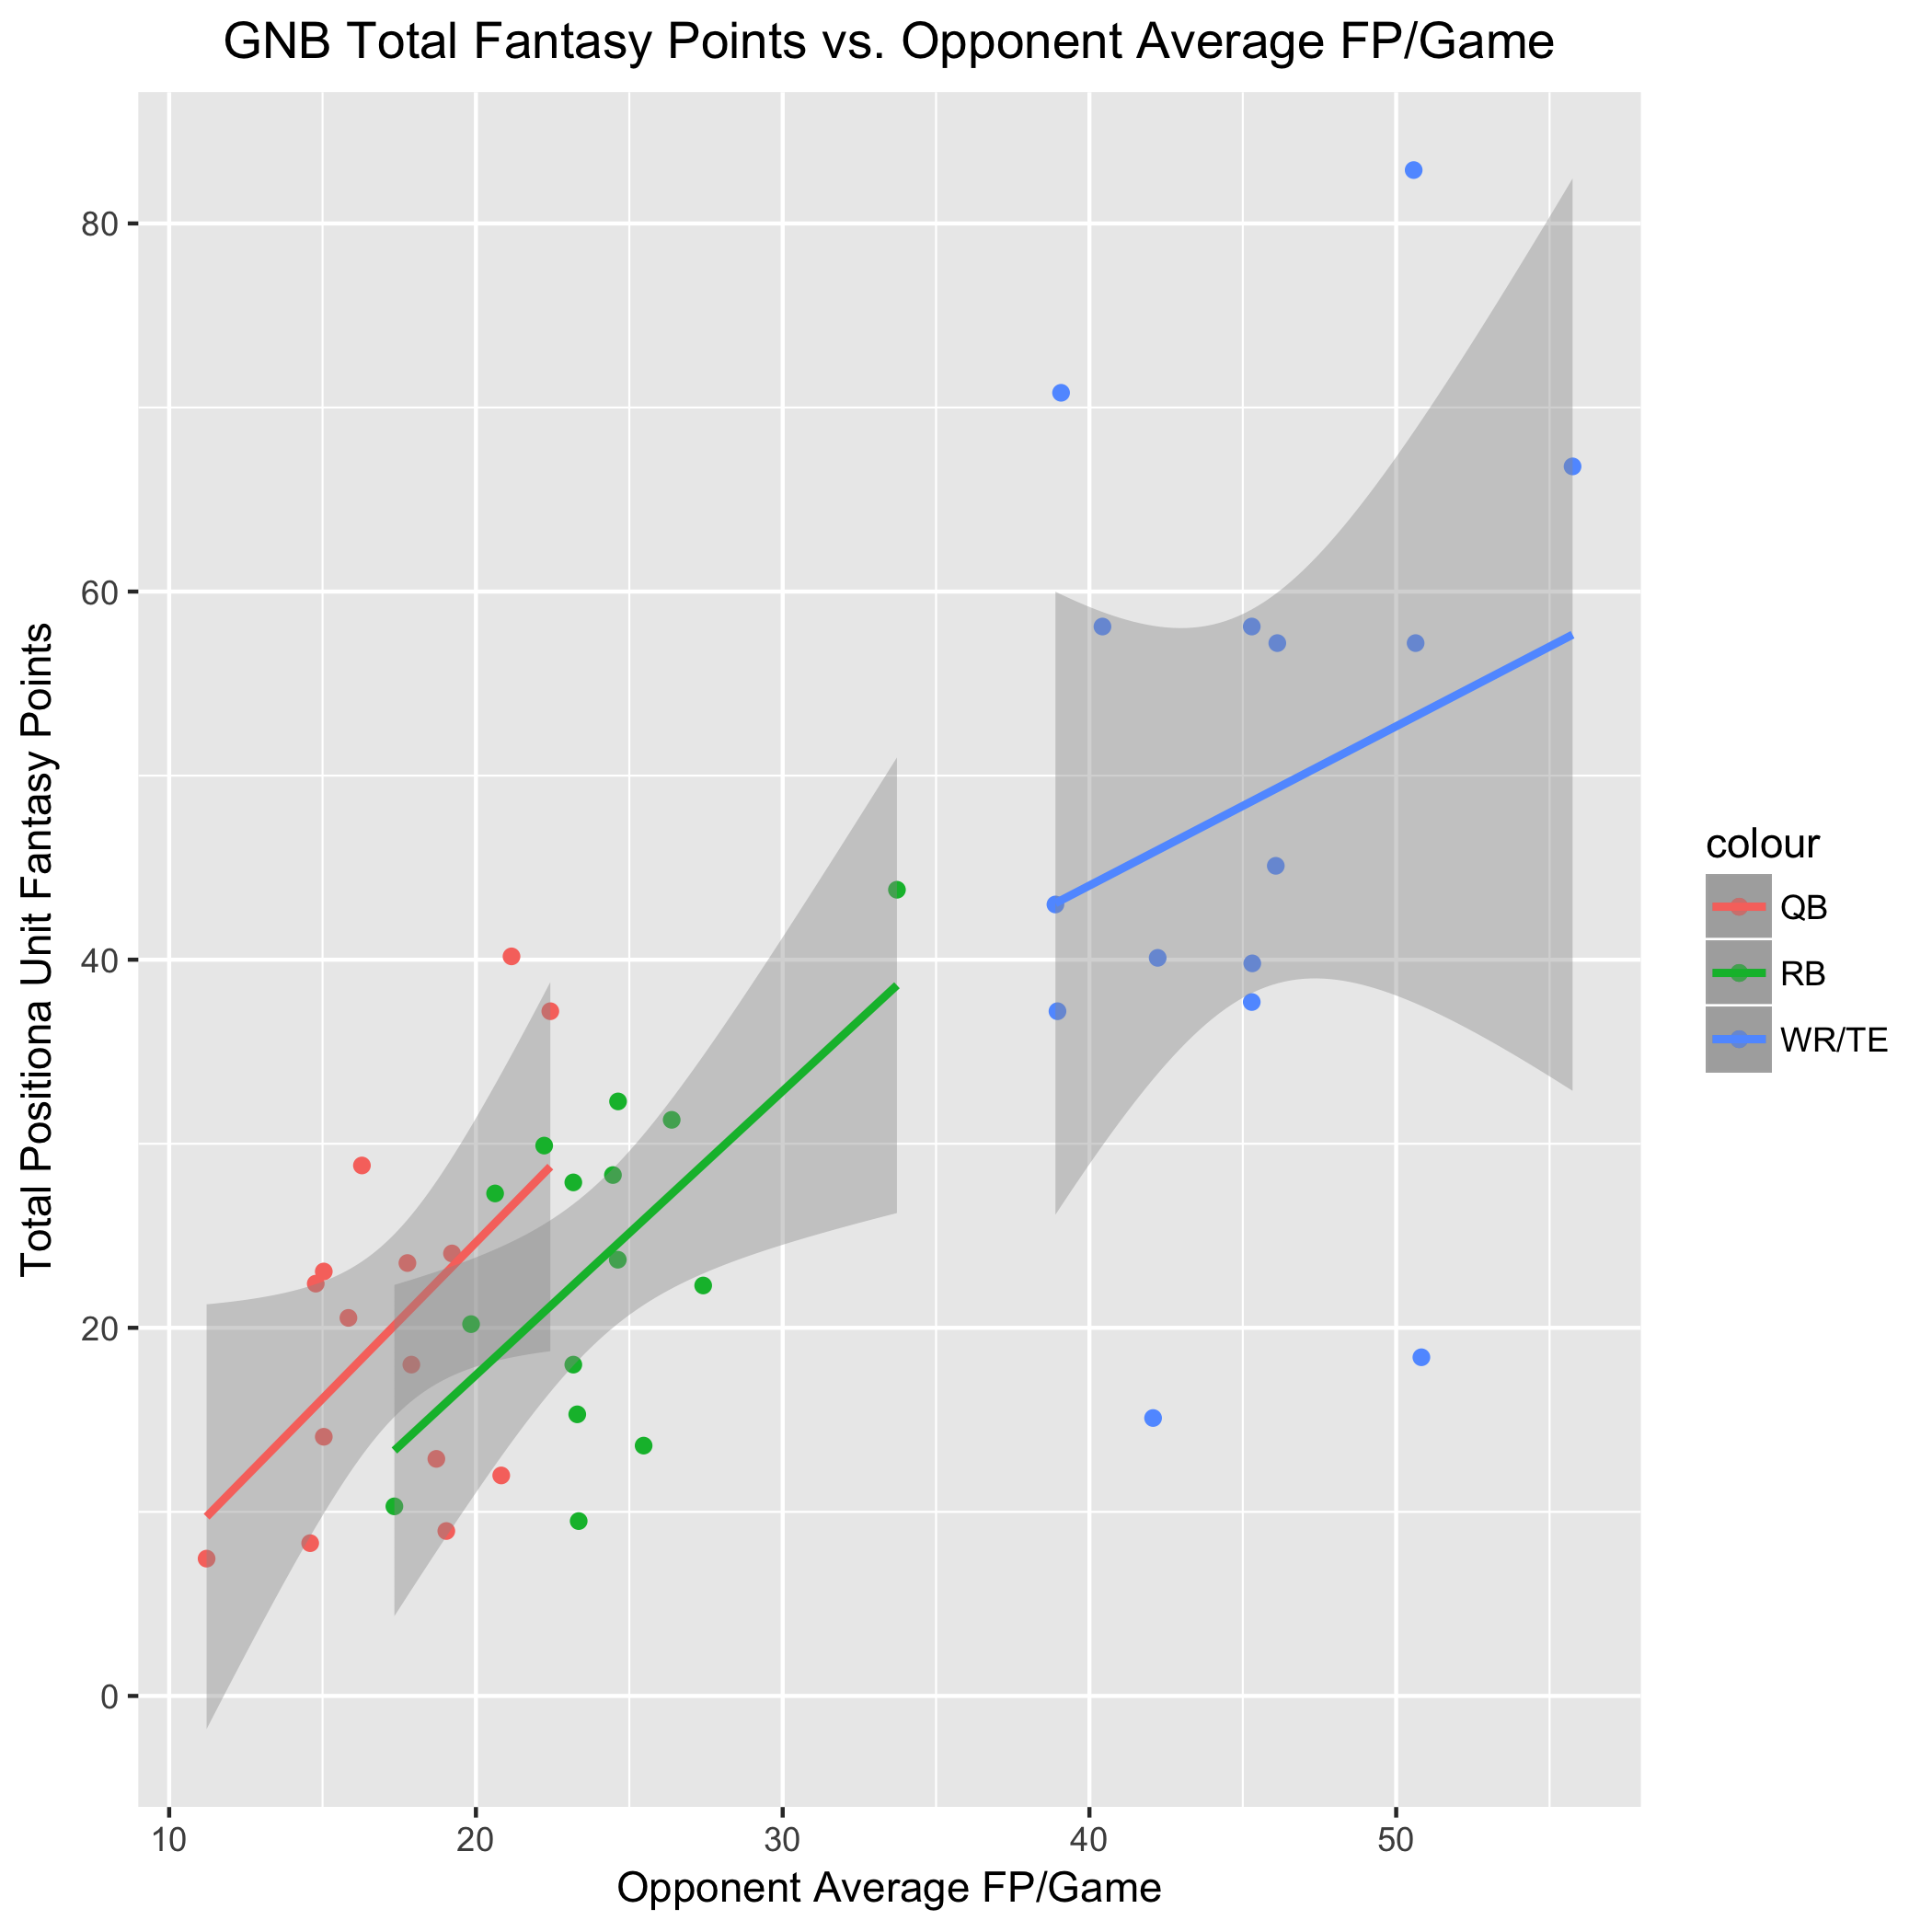 GNB Total Fantasy Points vs. Opponent Average FP/Game
Total Positiona Unit Fantasy Points
80
60
40
20
0
10 20 30 40 50
Opponent Average FP/Game
colour
QB
RB
WR/TE